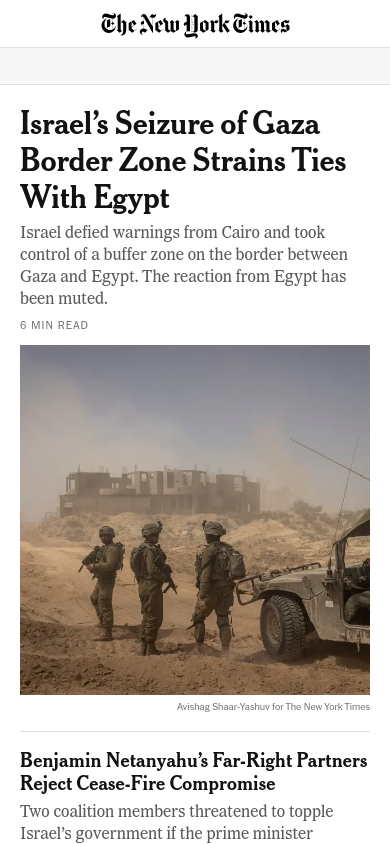 The New York Times
Israel’s Seizure of Gaza
Border Zone Strains Ties
With Egypt
Israel defied warnings from Cairo and took
control of a buffer zone on the border between
Gaza and Egypt. The reaction from Egypt has
been muted.
6 MIN READ
Avishag Shaar-Yashuv for The New York Times
Benjamin Netanyahu’s Far-Right Partners
Reject Cease-Fire Compromise
Two coalition members threatened to topple
Israel’s government if the prime minister